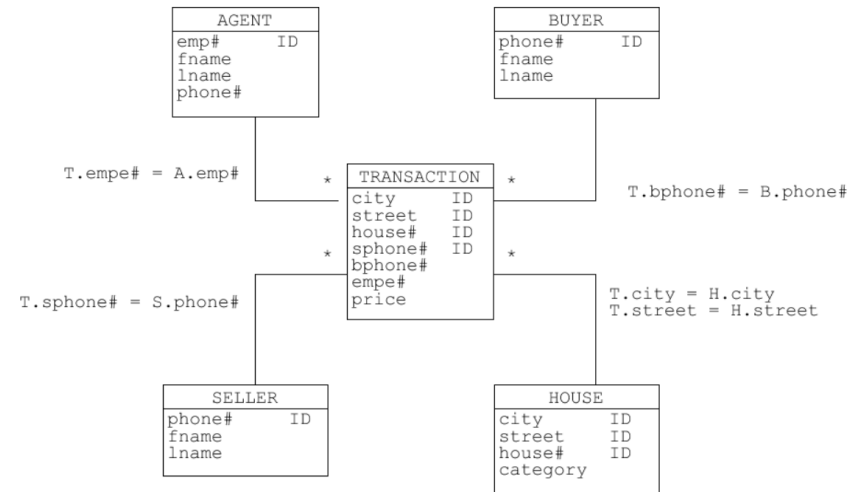 AGENT
emp# ID
fname
lname
phone#
BUYER
phone# ID
fname
lname
T.empe# = A.emp#
*
*
T.bphone# = B.phone#
TRANSACTION
city ID
street ID
house# ID
sphone# ID
bphone#
empe#
price
*
*
T.sphone# = S.phone#
T.city = H.city
T.street = H.street
SELLER
phone# ID
fname
lname
HOUSE
city ID
street ID
house# ID
category